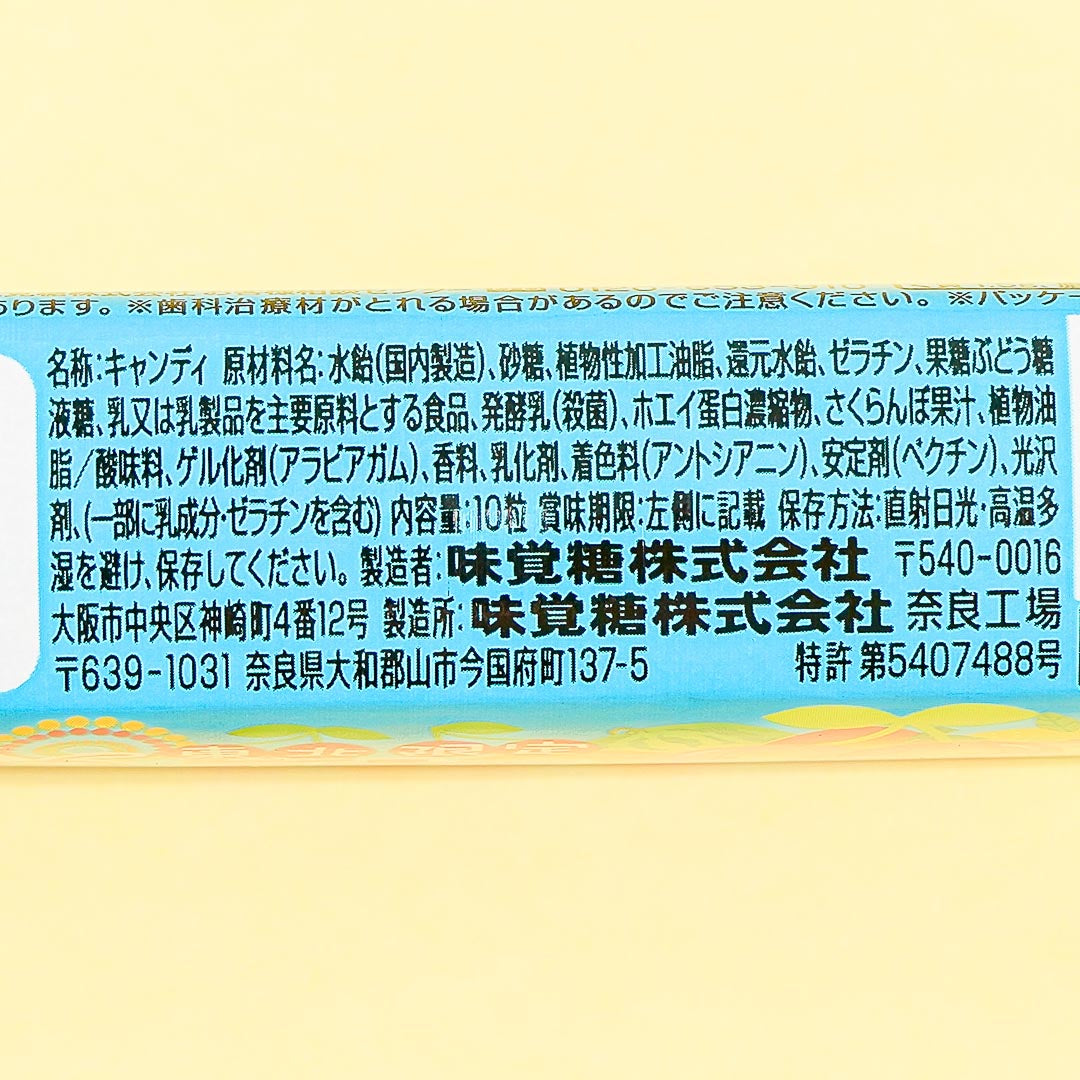 あります。※歯科治療材がとれる場合があるのでご注意ください。※パッケー
名称:キャンディ 原材料名:水飴(国内製造)、砂糖、植物性加工油脂、還元水飴、ゼラチン、果糖ぶどう糖
液糖、乳又は乳製品を主要原料とする食品、発酵乳(殺菌)、ホエイ蛋白濃縮物、さくらんぼ果汁、植物油
脂/酸味料、ゲル化剤(アラビアガム)、香料、乳化剤、着色料(アントシアニン)、安定剤(ペクチン)、光沢
剤、(一部に乳成分・ゼラチンを含む) 内容量:10粒 賞味期限:左側に記載 保存方法:直射日光・高温多
湿を避け、保存してください。 製造者:味覚糖株式会社 〒540-0016
大阪市中央区神崎町4番12号 製造所:味覚糖株式会社 奈良工場
〒639-1031 奈良県大和郡山市今国府町137-5 特許 第5407488号